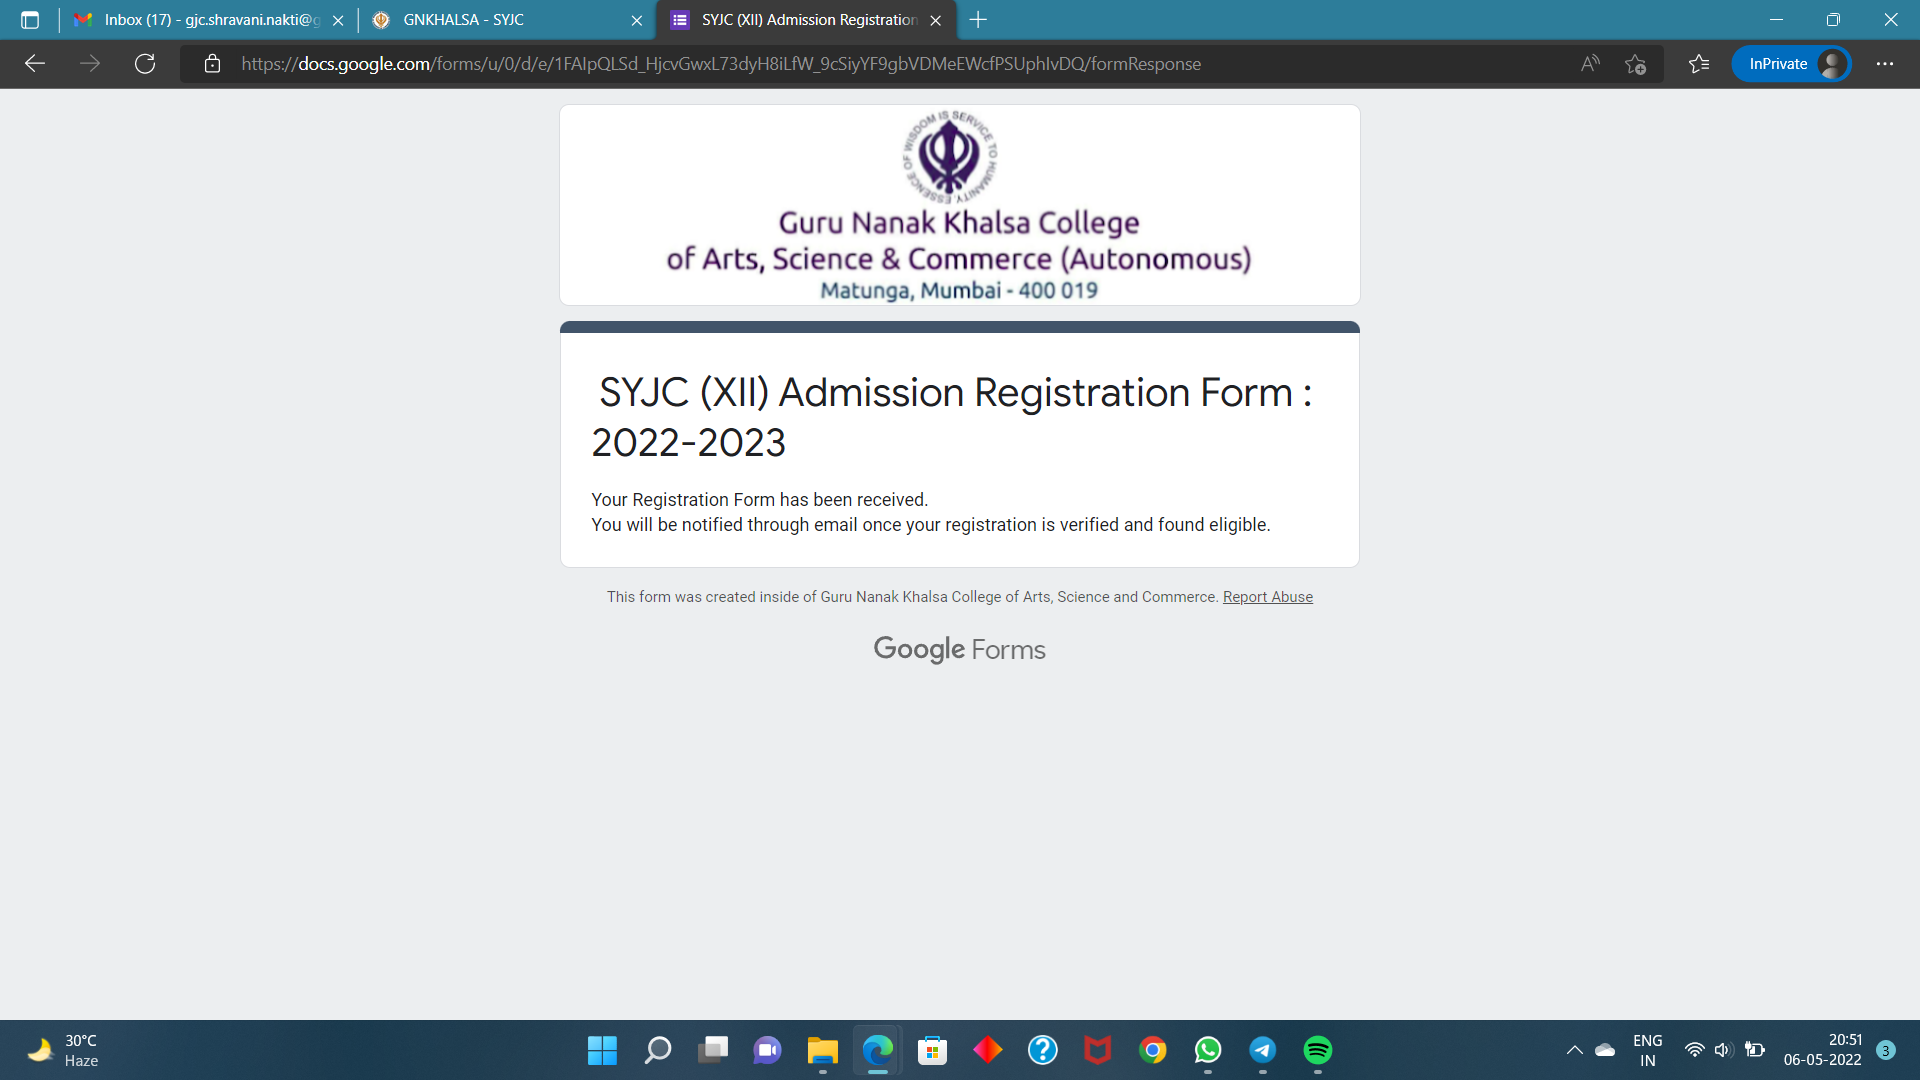 Inbox (17) - gjc.shravani.nakti@g
GNKHALSA - SYJC
SYJC (XII) Admission Registration
https://docs.google.com/forms/u/0/d/e/1FAIpQLSd_HjcvGwxL73dyH8iLfW_9cSiyYF9gbVDMeEWcfPSUphIvDQ/formResponse
InPrivate
ESSENCE OF WISDOM IS SERVICE TO HUMANITY.
Guru Nanak Khalsa College
of Arts, Science & Commerce (Autonomous)
Matunga, Mumbai - 400 019
SYJC (XII) Admission Registration Form :
2022-2023
Your Registration Form has been received.
You will be notified through email once your registration is verified and found eligible.
This form was created inside of Guru Nanak Khalsa College of Arts, Science and Commerce. Report Abuse
Google Forms
30°C
Haze
ENG
IN
20:51
06-05-2022
3